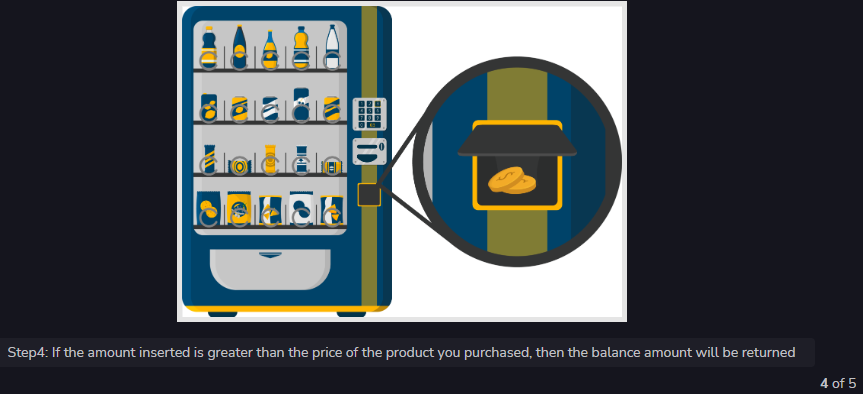 Step4: If the amount inserted is greater than the price of the product you purchased, then the balance amount will be returned
4 of 5